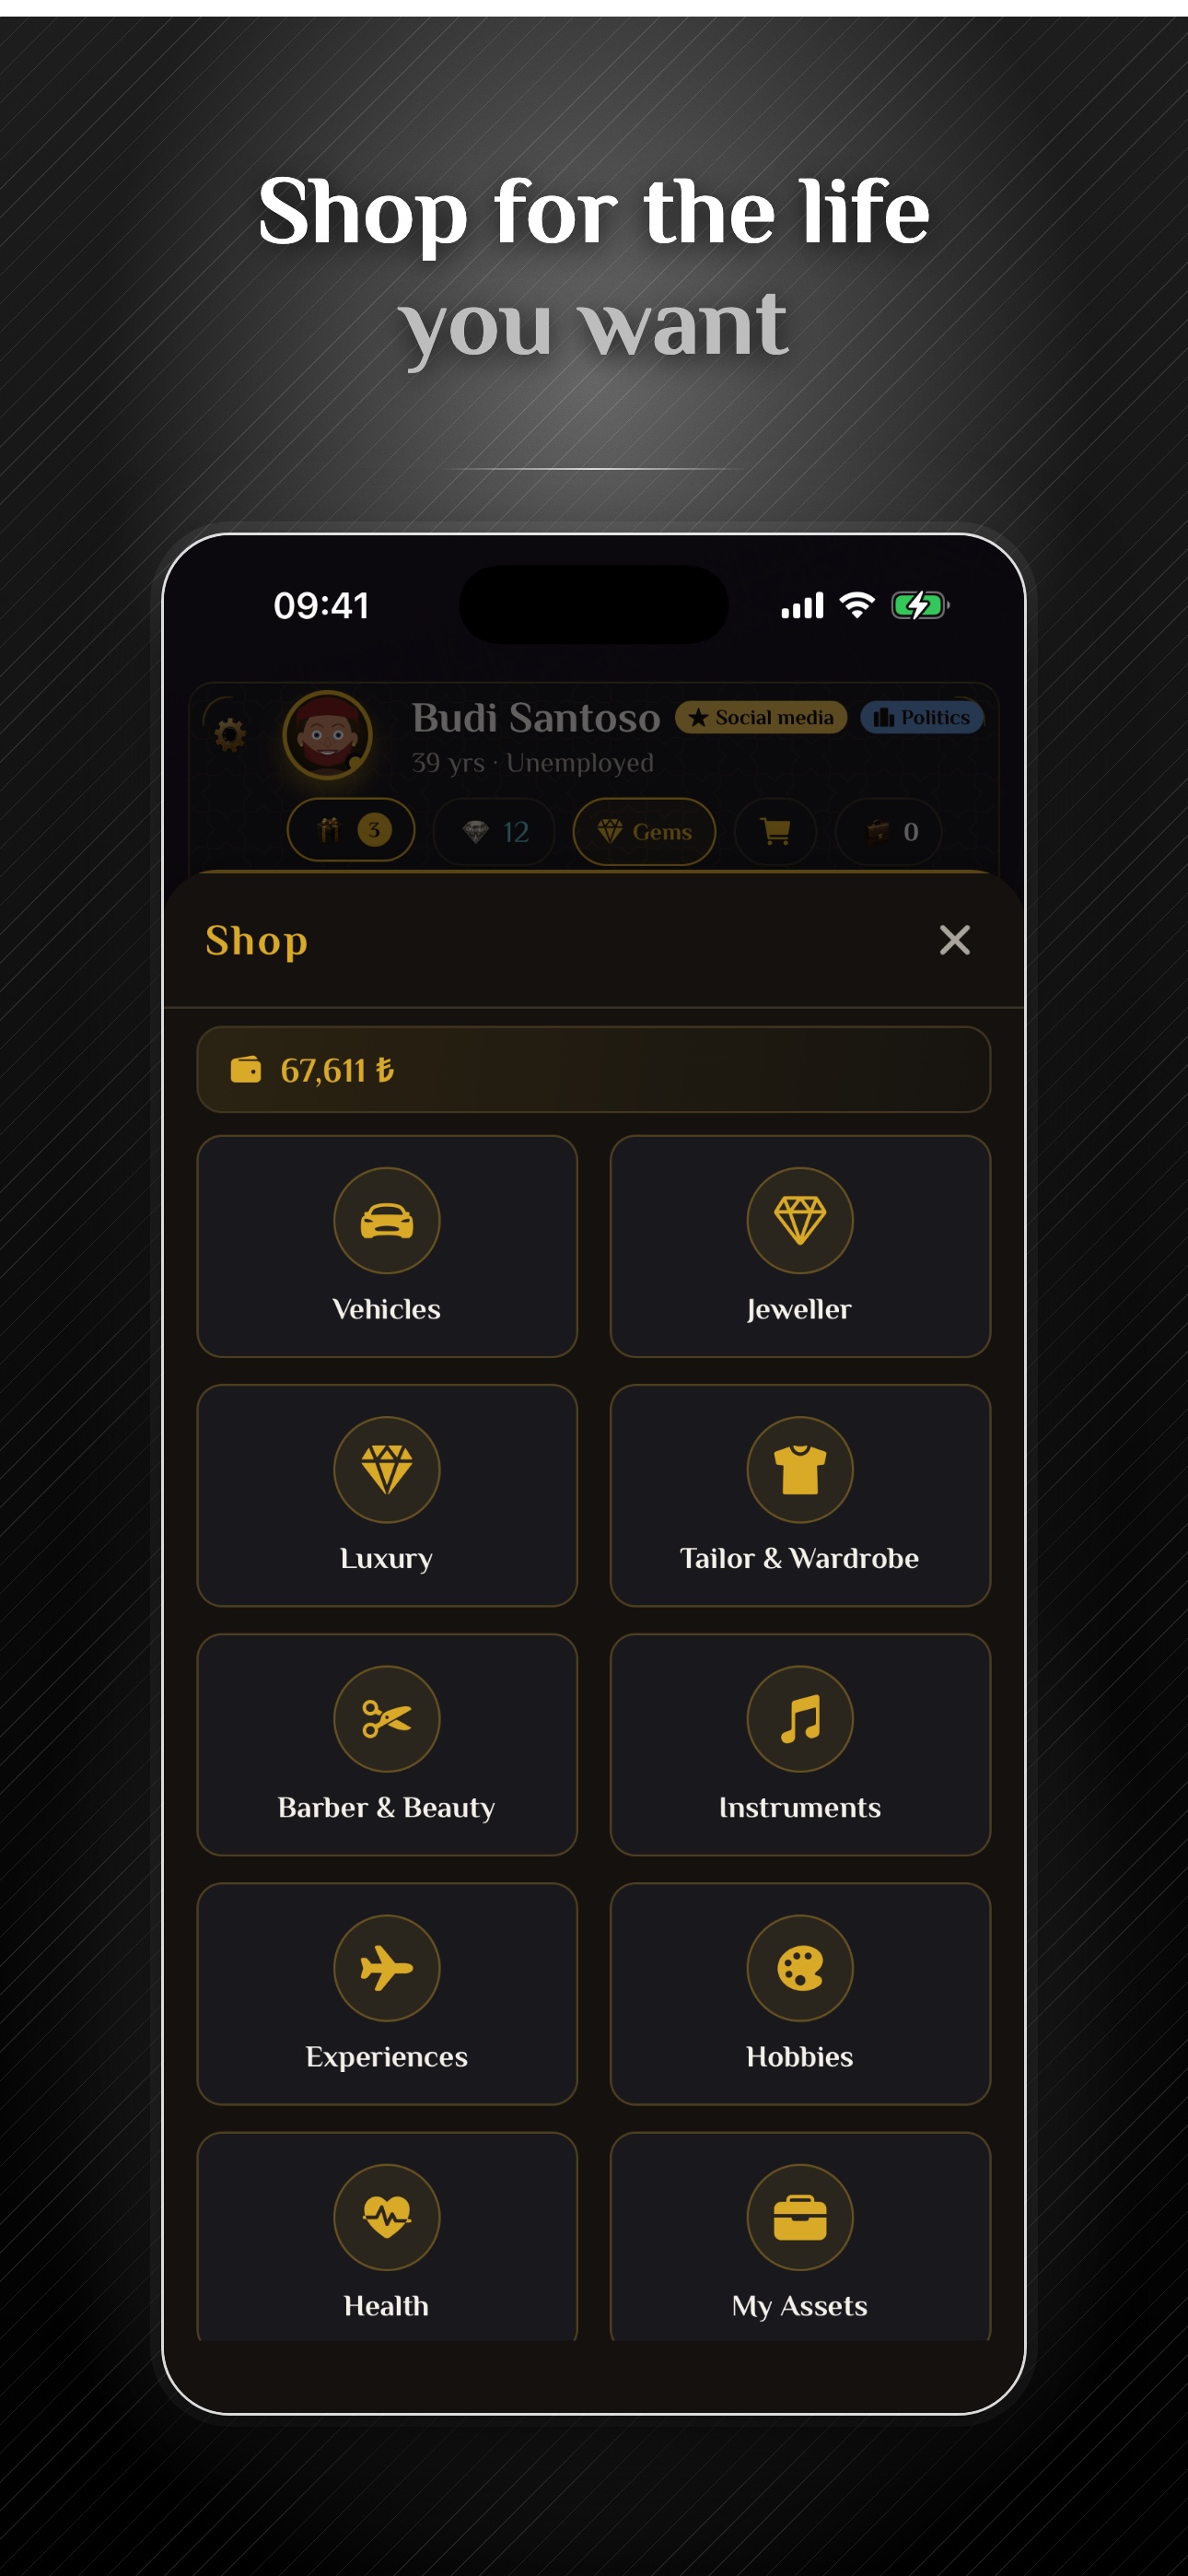 Shop for the life
you want
09:41
Budi Santoso Social media Politics
39 yrs · Unemployed
3 12 Gems 0
Shop
67,611 ₺
Vehicles Jeweller
Luxury Tailor & Wardrobe
Barber & Beauty Instruments
Experiences Hobbies
Health My Assets